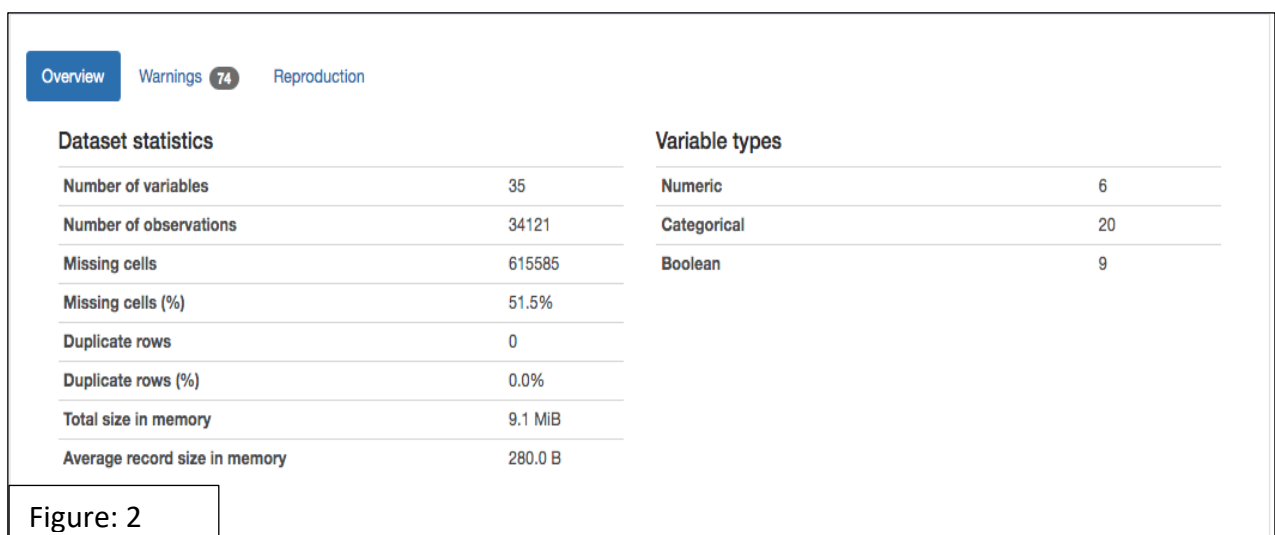 Overview Warnings 74 Reproduction
Dataset statistics
Number of variables 35
Number of observations 34121
Missing cells 615585
Missing cells (%) 51.5%
Duplicate rows 0
Duplicate rows (%) 0.0%
Total size in memory 9.1 MiB
Average record size in memory 280.0 B
Variable types
Numeric 6
Categorical 20
Boolean 9
Figure: 2